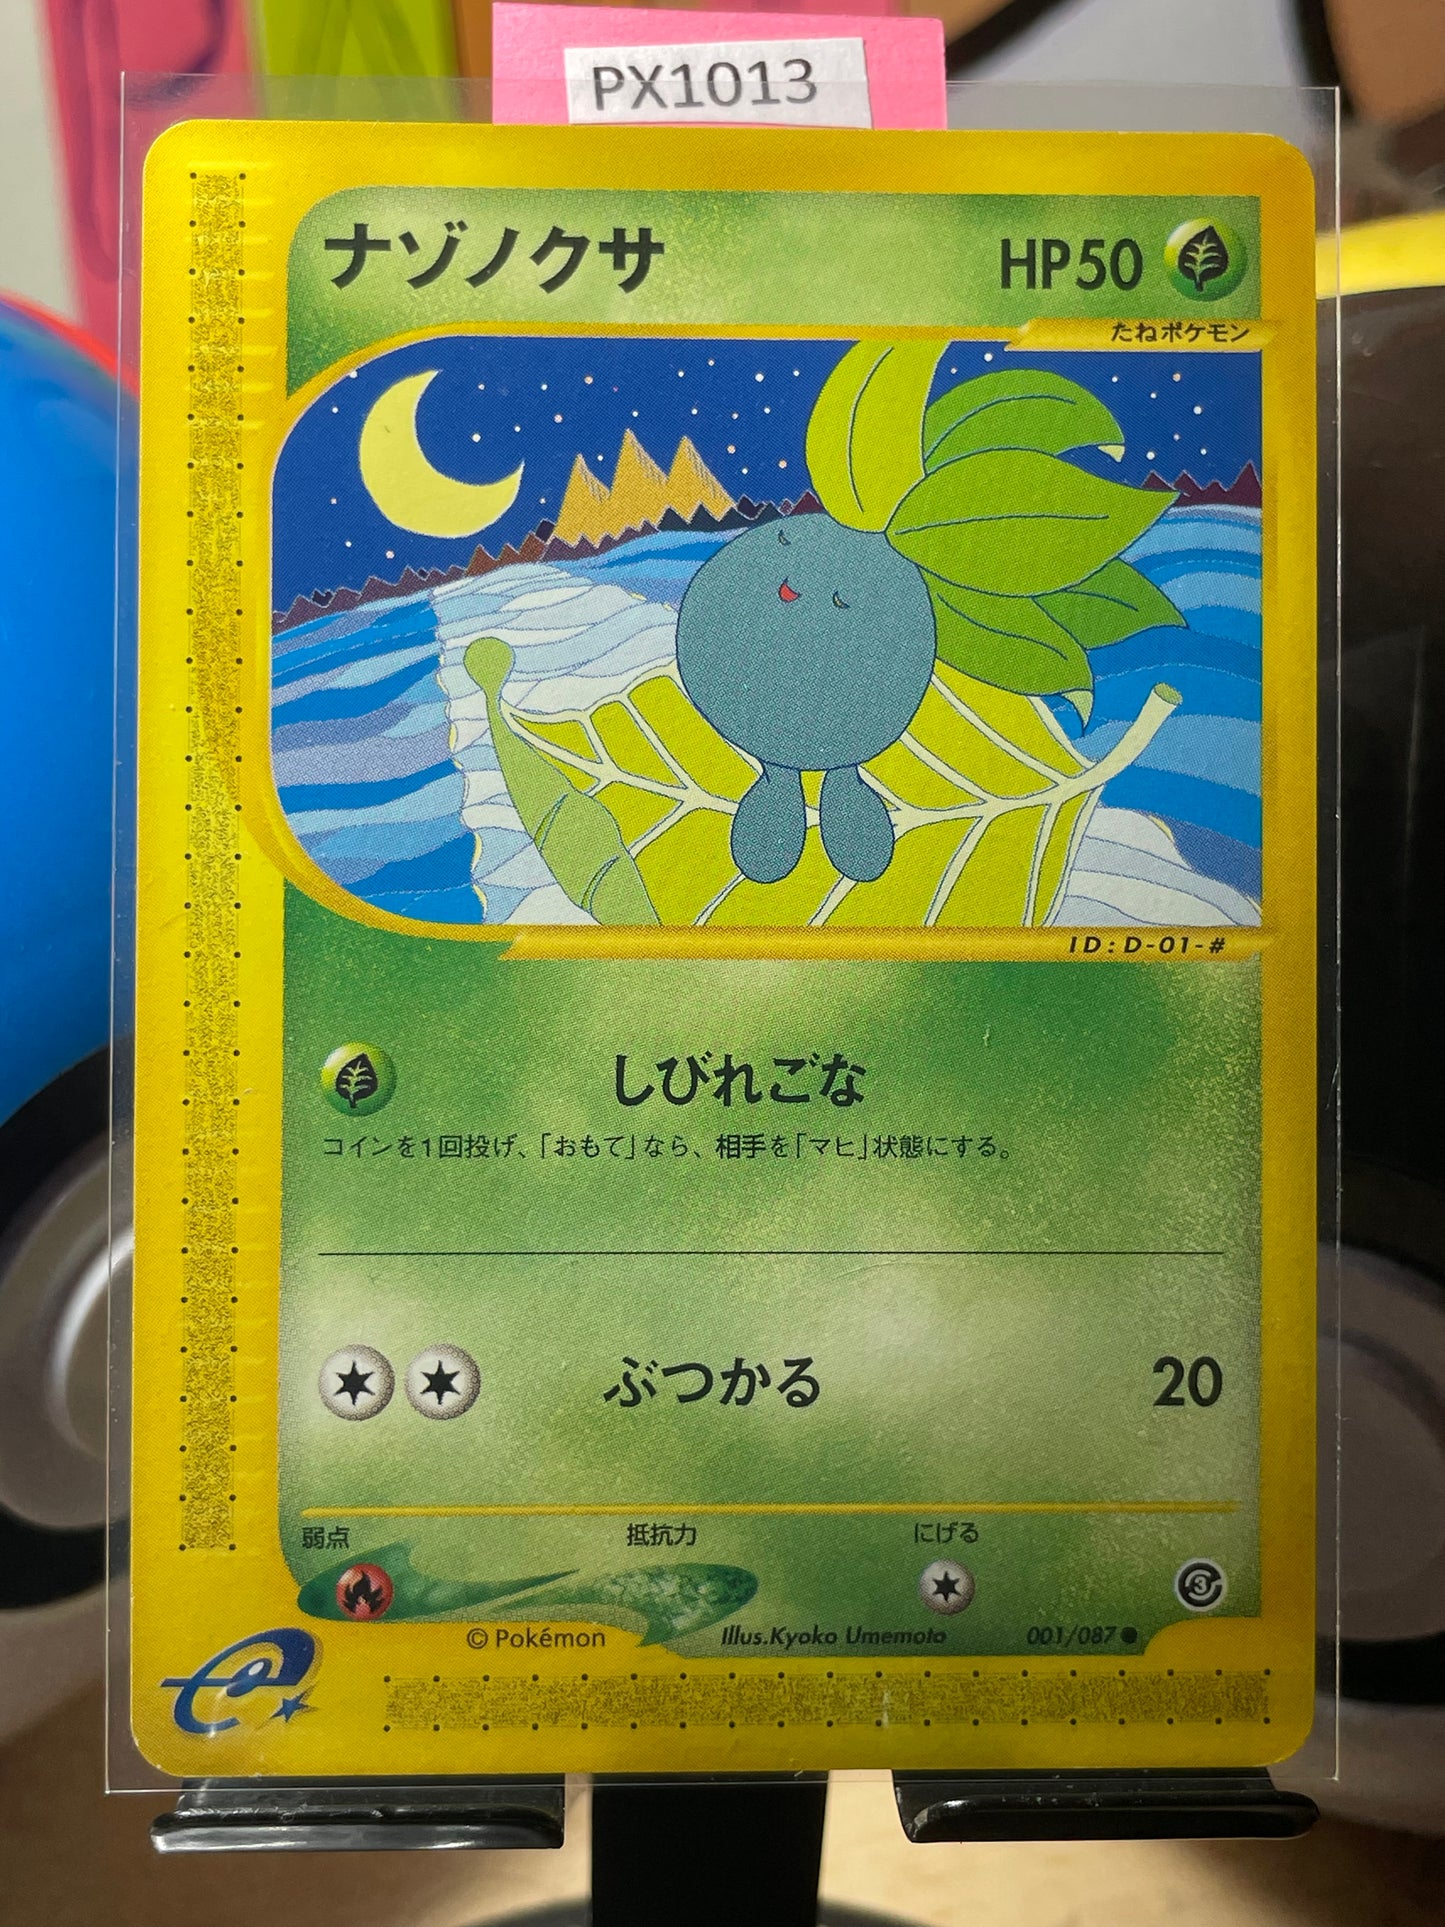 PX1013
ナゾノクサ HP50
たねポケモン
ID:D-01-#
しびれごな
コインを1回投げ、「おもて」なら、相手を「マヒ」状態にする。
ぶつかる 20
弱点 抵抗力 にげる
3
© Pokémon Illus.Kyoko Umemoto 001/087●
e